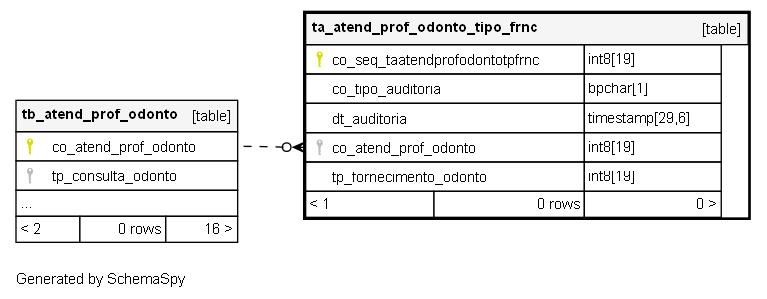 ta_atend_prof_odonto_tipo_frnc [table]
co_seq_taatendprofodontotpfrnc int8[19]
co_tipo_auditoria bpchar[1]
dt_auditoria timestamp[29,6]
co_atend_prof_odonto int8[19]
tp_fornecimento_odonto int8[19]
< 1 0 rows 0 >
tb_atend_prof_odonto [table]
co_atend_prof_odonto
tp_consulta_odonto
...
< 2 0 rows 16 >
Generated by SchemaSpy